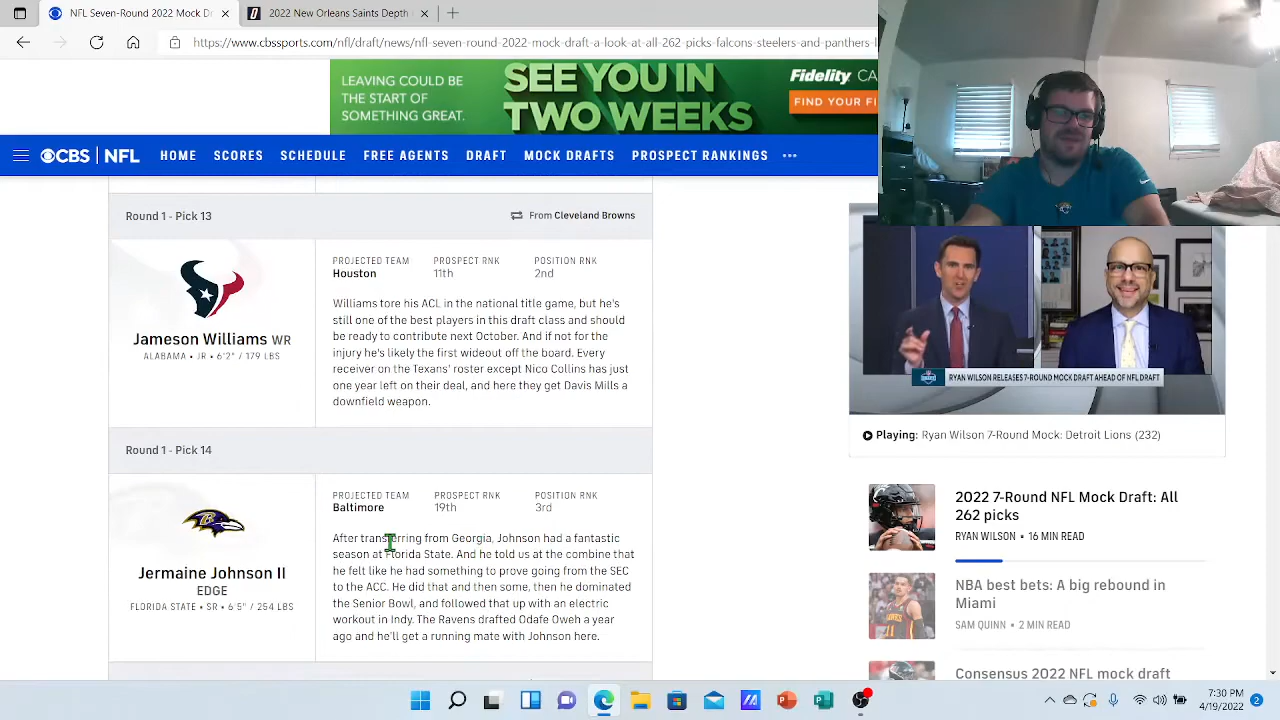 NFL Seven-Round 2022 Mock
2022 New Orleans Saints Depth
https://www.cbssports.com/nfl/draft/news/nfl-seven-round-2022-mock-draft-a-look-at-all-262-picks-falcons-steelers-and-panthers-l
LEAVING COULD BE
THE START OF
SOMETHING GREAT.
SEE YOU IN
TWO WEEKS
Fidelity CA
FIND YOUR FI
CBS NFL HOME SCORES SCHEDULE FREE AGENTS DRAFT MOCK DRAFTS PROSPECT RANKINGS
Round 1 - Pick 13
From Cleveland Browns
Jameson Williams WR
ALABAMA • JR • 6'2" / 179 LBS
PROJECTED TEAM PROSPECT RNK POSITION RNK
Houston 11th 2nd
Williams tore his ACL in the national title game, but he's
still one of the best players in this draft class and should
be ready to contribute next October. And if not for the
injury he's likely the first wideout off the board. Every
receiver on the Texans' roster except Nico Collins has just
one year left on their deal, and here they get Davis Mills a
downfield weapon.
Round 1 - Pick 14
Jermaine Johnson II
EDGE
FLORIDA STATE • SR • 6'5" / 254 LBS
PROJECTED TEAM PROSPECT RNK POSITION RNK
Baltimore 19th 3rd
After transferring from Georgia, Johnson had a fantastic
season at Florida State. And he told us at the combine that
he felt like he had something to prove going from the SEC
to the ACC. He did that and then some, then he dominated
the Senior Bowl, and followed that up with an electric
workout in Indy. The Ravens drafted Odafe Oweh a year
ago and he'll get a running mate with Johnson here.
RYAN WILSON RELEASES 7-ROUND MOCK DRAFT AHEAD OF NFL DRAFT
Playing: Ryan Wilson 7-Round Mock: Detroit Lions (232)
2022 7-Round NFL Mock Draft: All
262 picks
RYAN WILSON • 16 MIN READ
NBA best bets: A big rebound in
Miami
SAM QUINN • 2 MIN READ
Consensus 2022 NFL mock draft
7:30 PM
4/19/2022
2